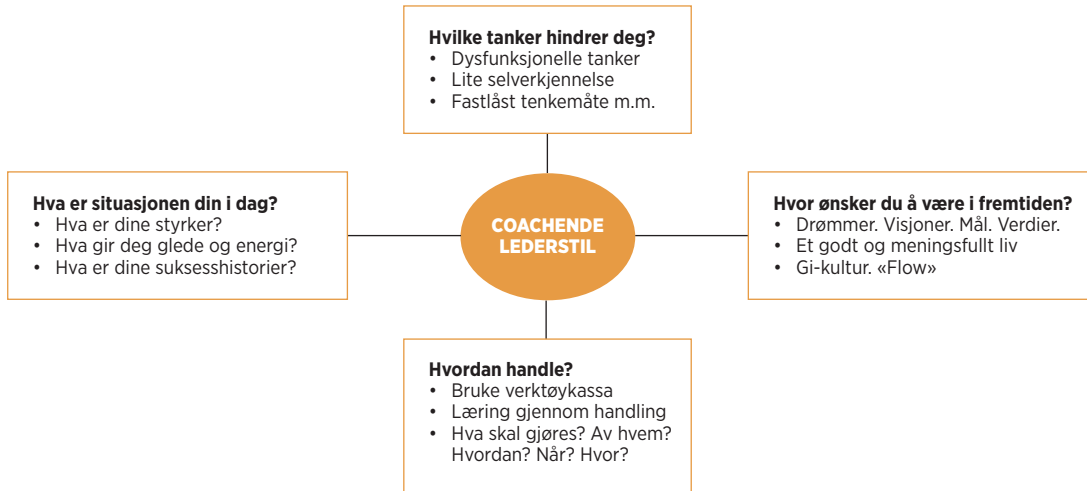 Hvilke tanker hindrer deg?
• Dysfunksjonelle tanker
• Lite selverkjennelse
• Fastlåst tenkemåte m.m.
Hva er situasjonen din i dag?
• Hva er dine styrker?
• Hva gir deg glede og energi?
• Hva er dine suksesshistorier?
COACHENDE
LEDERSTIL
Hvor ønsker du å være i fremtiden?
• Drømmer. Visjoner. Mål. Verdier.
• Et godt og meningsfullt liv
• Gi-kultur. «Flow»
Hvordan handle?
• Bruke verktøykassa
• Læring gjennom handling
• Hva skal gjøres? Av hvem?
Hvordan? Når? Hvor?